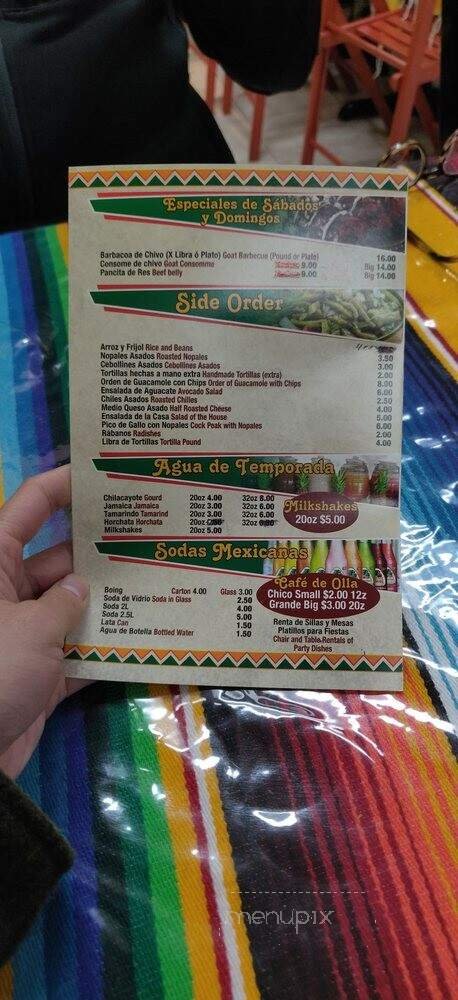 Especiales de Sábados
y Domingos
Barbacoa de Chivo (X Libra ó Plato) Goat Barbecue (Pound or Plate) 16.00
Consome de chivo Goat Consomme 9.00 Big 14.00
Pancita de Res Beef belly 9.00 Big 14.00
Side Order
Arroz y Frijol Rice and Beans
Nopales Asados Roasted Nopales 3.50
Cebollines Asados Cebollines Asados 3.00
Tortillas hechas a mano extra Handmade Tortillas (extra) 2.00
Orden de Guacamole con Chips Order of Guacamole with Chips 8.00
Ensalada de Aguacate Avocado Salad 6.00
Chiles Asados Roasted Chilles 2.50
Medio Queso Asado Half Roasted Cheese 4.00
Ensalada de la Casa Salad of the House 5.00
Pico de Gallo con Nopales Cock Peak with Nopales 6.00
Rábanos Radishes 2.00
Libra de Tortillas Tortilla Pound 4.00
Agua de Temporada
Chilacayote Gourd 20oz 4.00 32oz 8.00
Jamaica Jamaica 20oz 3.00 32oz 6.00
Tamarindo Tamarind 20oz 3.00 32oz 6.00
Horchata Horchata 20oz 32oz
Milkshakes 20oz 5.00
Milkshakes
20oz $5.00
Sodas Mexicanas
Boing Carton 4.00 Glass 3.00
Soda de Vidrio Soda in Glass 2.50
Soda 2L 4.00
Soda 2.5L 5.00
Lata Can 1.50
Agua de Botella Bottled Water 1.50
Café de Olla
Chico Small $2.00 12z
Grande Big $3.00 20z
Renta de Sillas y Mesas
Platillos para Fiestas
Chair and Table Rentals of
Party Dishes
menupix